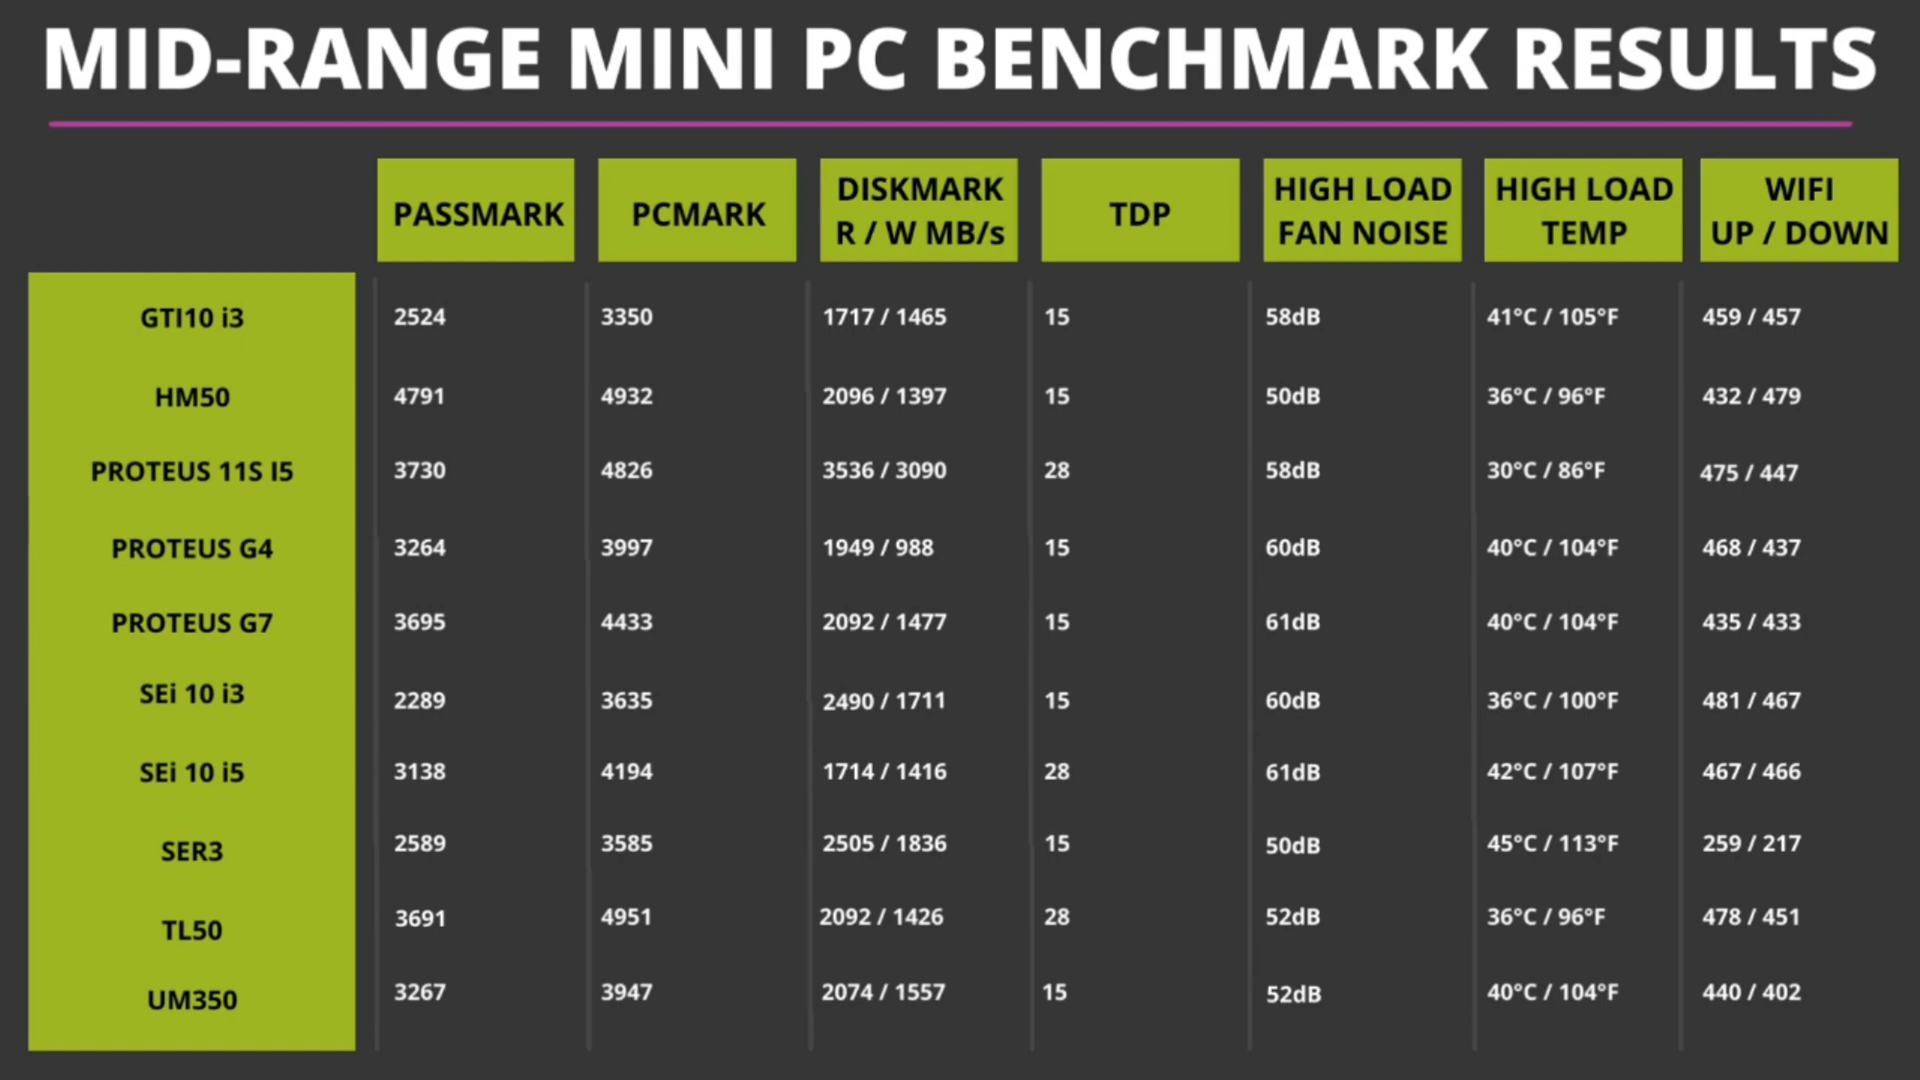 MID-RANGE MINI PC BENCHMARK RESULTS
PASSMARK PCMARK DISKMARK R / W MB/s TDP HIGH LOAD FAN NOISE HIGH LOAD TEMP WIFI UP / DOWN
GTI10 i3 2524 3350 1717 / 1465 15 58dB 41°C / 105°F 459 / 457
HM50 4791 4932 2096 / 1397 15 50dB 36°C / 96°F 432 / 479
PROTEUS 11S I5 3730 4826 3536 / 3090 28 58dB 30°C / 86°F 475 / 447
PROTEUS G4 3264 3997 1949 / 988 15 60dB 40°C / 104°F 468 / 437
PROTEUS G7 3695 4433 2092 / 1477 15 61dB 40°C / 104°F 435 / 433
SEi 10 i3 2289 3635 2490 / 1711 15 60dB 36°C / 100°F 481 / 467
SEi 10 i5 3138 4194 1714 / 1416 28 61dB 42°C / 107°F 467 / 466
SER3 2589 3585 2505 / 1836 15 50dB 45°C / 113°F 259 / 217
TL50 3691 4951 2092 / 1426 28 52dB 36°C / 96°F 478 / 451
UM350 3267 3947 2074 / 1557 15 52dB 40°C / 104°F 440 / 402